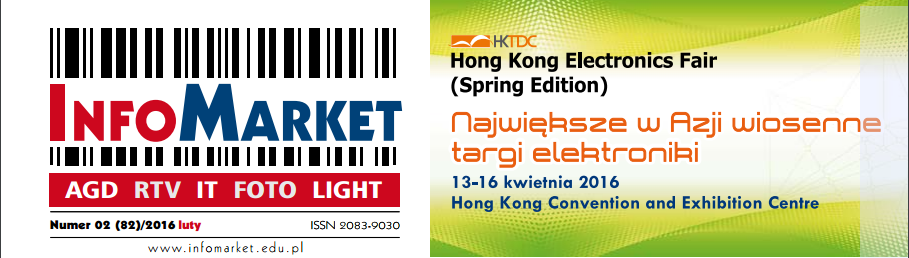 INFOMARKET
AGD RTV IT FOTO LIGHT
Numer 02 (82)/2016 luty ISSN 2083-9030
www.infomarket.edu.pl
HKTDC
Hong Kong Electronics Fair
(Spring Edition)
Największe w Azji wiosenne
targi elektroniki
13-16 kwietnia 2016
Hong Kong Convention and Exhibition Centre